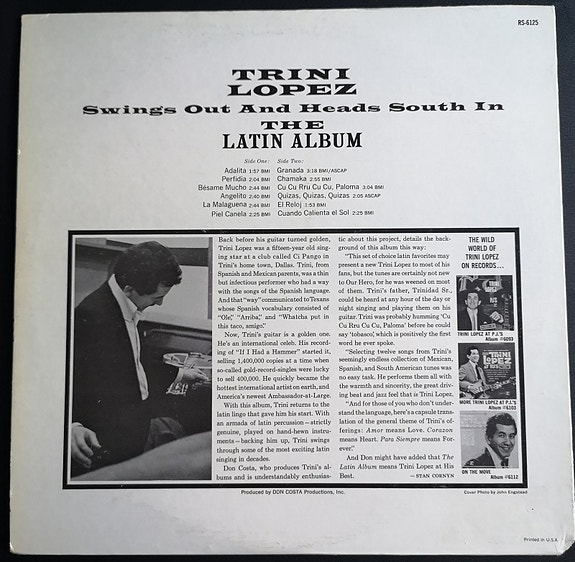 RS-6125
TRINI
LOPEZ
Swings Out And Heads South In
THE
LATIN ALBUM
Side One:
Adalita 1:57 BMI
Perfidia 2:04 BMI
Bésame Mucho 2:44 BMI
Angelito 2:40 BMI
La Malaguena 2:44 BMI
Piel Canela 2:25 BMI
Side Two:
Granada 3:18 BMI/ASCAP
Chamaka 2:55 BMI
Cu Cu Rru Cu Cu, Paloma 3:04 BMI
Quizas, Quizas, Quizas 2:05 ASCAP
El Reloj 1:53 BMI
Cuando Calienta el Sol 2:25 BMI
Back before his guitar turned golden,
Trini Lopez was a fifteen-year old sing-
ing star at a club called Ci Pango in
Trini's home town, Dallas. Trini, from
Spanish and Mexican parents, was a thin
but infectious performer who had a way
with the songs of the Spanish language.
And that "way" communicated to Texans
whose Spanish vocabulary consisted of
"Ole," "Arriba," and "Whatcha put in
this taco, amigo."
Now, Trini's guitar is a golden one.
He's an international celeb. His record-
ing of "If I Had a Hammer" started it,
selling 1,400,000 copies at a time when
so-called gold-record-singles were lucky
to sell 400,000. He quickly became the
hottest international artist on earth, and
America's newest Ambassador-at-Large.
With this album, Trini returns to the
latin lingo that gave him his start. With
an armada of latin percussion – strictly
genuine, played on hand-hewn instru-
ments – backing him up, Trini swings
through some of the most exciting latin
singing in decades.
Don Costa, who produces Trini's al-
bums and is understandably enthusias-
tic about this project, details the back-
ground of this album this way:
"This set of choice latin favorites may
present a new Trini Lopez to most of his
fans, but the tunes are certainly not new
to Our Hero, for he was weened on most
of them. Trini's father, Trinidad Sr.,
could be heard at any hour of the day or
night singing and playing them on his
guitar. Trini was probably humming 'Cu
Cu Rru Cu Cu, Paloma' before he could
say 'tobasco,' which is positively the first
word he ever spoke.
"Selecting twelve songs from Trini's
seemingly endless collection of Mexican,
Spanish, and South American tunes was
no easy task. He performs them all with
the warmth and sincerity, the great driv-
ing beat and jazz feel that is Trini Lopez.
"And for those of you who don't under-
stand the language, here's a capsule trans-
lation of the general theme of Trini's of-
ferings: Amor means Love. Corazon
means Heart. Para Siempre means For-
ever."
And Don might have added that The
Latin Album means Trini Lopez at His
Best.
– STAN CORNYN
THE WILD
WORLD OF
TRINI LOPEZ
ON RECORDS...
TRINI LOPEZ AT P.J.'S
Album #6093
TRINI
LOPEZ
MORE TRINI LOPEZ AT P.J.'S
Album #6103
ON THE MOVE
Album #6112
Produced by DON COSTA Productions, Inc.
Cover Photo by John Engstead
Printed in U.S.A.